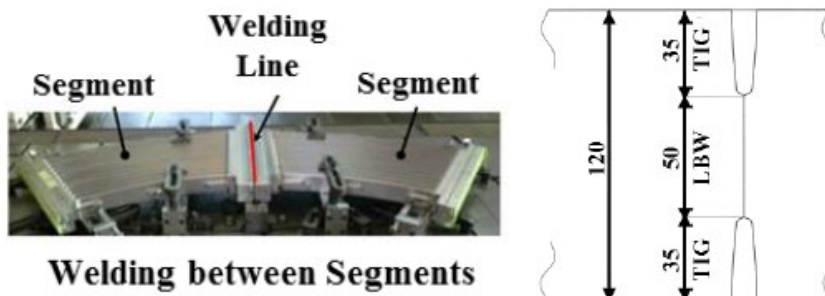 Welding
Line
Segment
Segment
Welding between Segments
120
35
TIG
50
LBW
35
TIG